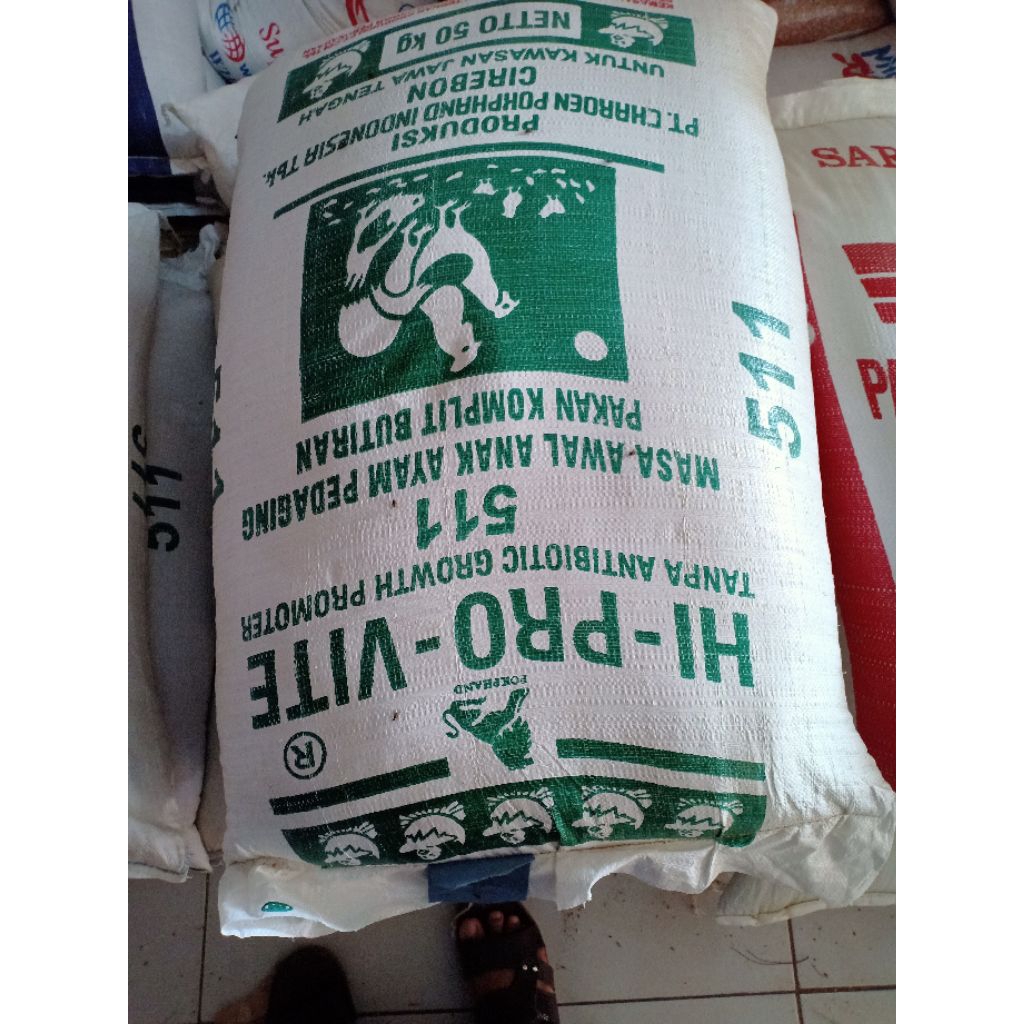 POKPHAND
HI-PRO-VITE
®
TANPA ANTIBIOTIC GROWTH PROMOTER
511
MASA AWAL ANAK AYAM PEDAGING
PAKAN KOMPLIT BUTIRAN
PRODUKSI
PT. CHAROEN POKPHAND INDONESIA Tbk.
CIREBON
UNTUK KAWASAN JAWA TENGAH
NETTO 50 kg
511
511